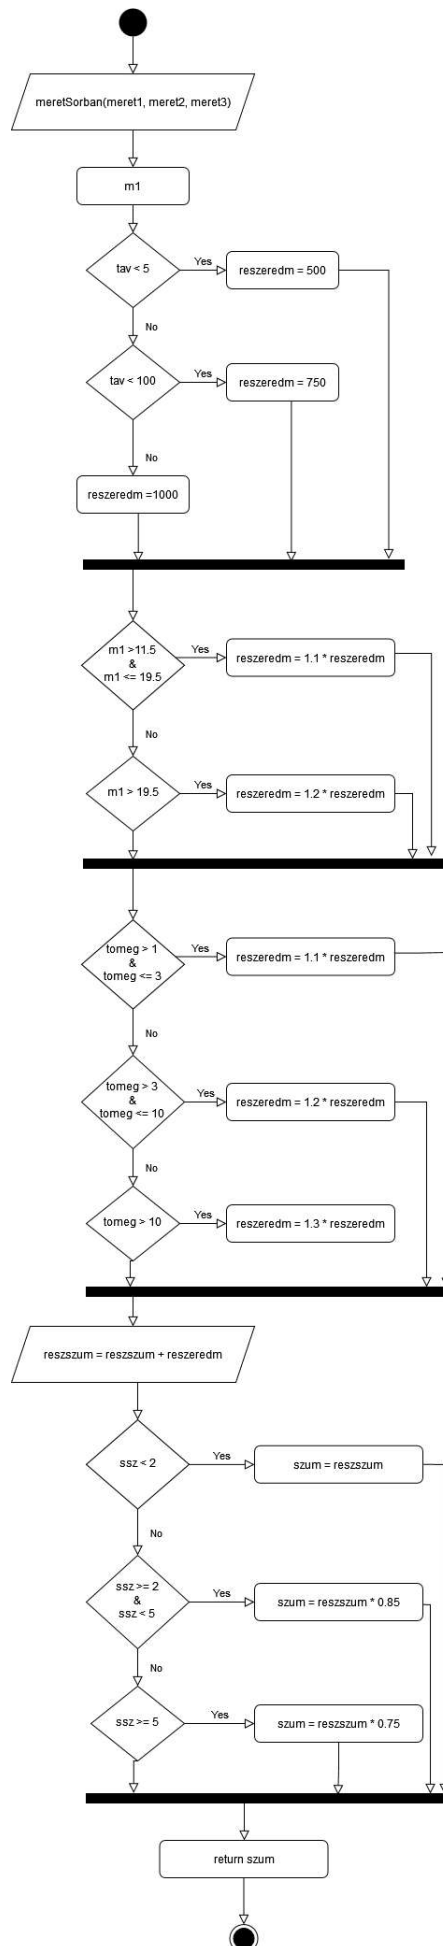 meretSorban(meret1, meret2, meret3)
m1
tav < 5
Yes
reszeredm = 500
No
tav < 100
Yes
reszeredm = 750
No
reszeredm =1000
m1 >11.5
&
m1 <= 19.5
Yes
reszeredm = 1.1 * reszeredm
No
m1 > 19.5
Yes
reszeredm = 1.2 * reszeredm
tomeg > 1
&
tomeg <= 3
Yes
reszeredm = 1.1 * reszeredm
No
tomeg > 3
&
tomeg <= 10
Yes
reszeredm = 1.2 * reszeredm
No
tomeg > 10
Yes
reszeredm = 1.3 * reszeredm
reszszum = reszszum + reszeredm
ssz < 2
Yes
szum = reszszum
No
ssz >= 2
&
ssz < 5
Yes
szum = reszszum * 0.85
No
ssz >= 5
Yes
szum = reszszum * 0.75
return szum